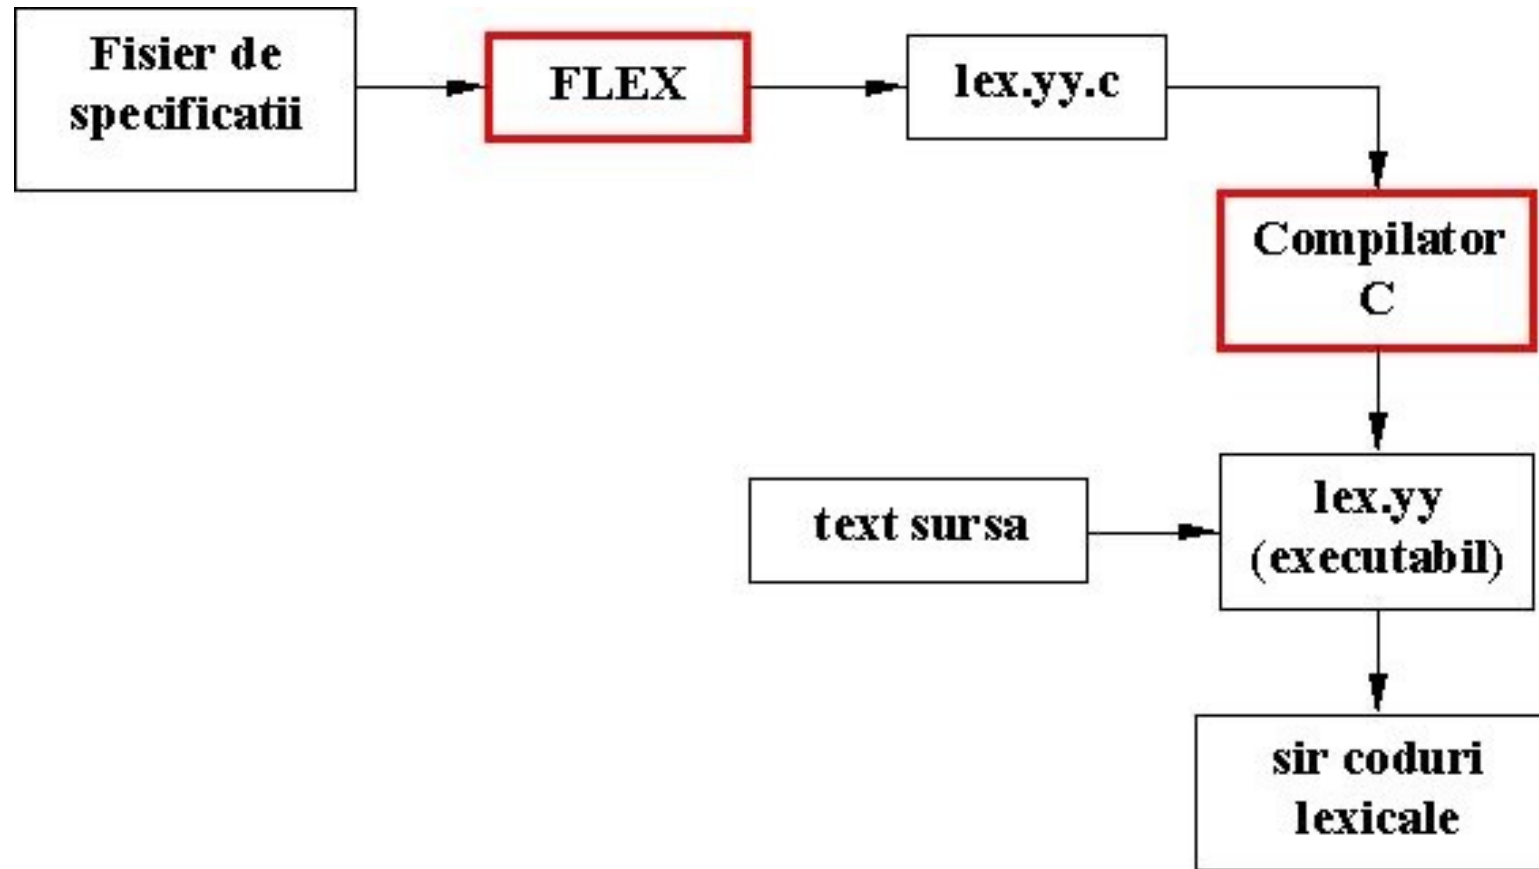 Fisier de
specificatii
FLEX
lex.yy.c
Compilator
C
text sursa
lex.yy
(executabil)
sir coduri
lexicale